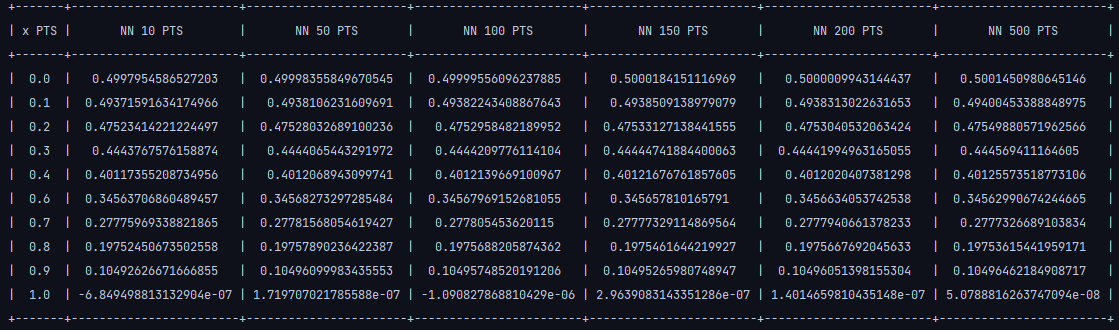 +-------+------------------------+-----------------------+------------------------+------------------------+------------------------+------------------------+
| x PTS | NN 10 PTS | NN 50 PTS | NN 100 PTS | NN 150 PTS | NN 200 PTS | NN 500 PTS |
+-------+------------------------+-----------------------+------------------------+------------------------+------------------------+------------------------+
| 0.0 | 0.4997954586527203 | 0.49998355849670545 | 0.49999556096237885 | 0.5000184151116969 | 0.5000009943144437 | 0.5001450980645146 |
| 0.1 | 0.49371591634174966 | 0.4938106231609691 | 0.49382243408867643 | 0.4938509138979079 | 0.4938313022631653 | 0.49400453388848975 |
| 0.2 | 0.47523414221224497 | 0.47528032689100236 | 0.4752958482189952 | 0.47533127138441555 | 0.4753040532063424 | 0.47549880571962566 |
| 0.3 | 0.4443767576158874 | 0.4444065443291972 | 0.4444209776114104 | 0.44444741884400063 | 0.44441994963165055 | 0.444569411164605 |
| 0.4 | 0.40117355208734956 | 0.4012068943099741 | 0.4012139669100967 | 0.40121676761857605 | 0.4012020407381298 | 0.40125573518773106 |
| 0.6 | 0.34563706860489457 | 0.34568273297285484 | 0.34567969152681055 | 0.345657810165791 | 0.3456634053742538 | 0.34562990674244665 |
| 0.7 | 0.27775969338821865 | 0.27781568054619427 | 0.277805453620115 | 0.27777329114869564 | 0.2777940661378233 | 0.2777326689103834 |
| 0.8 | 0.19752450673502558 | 0.19757890236422387 | 0.1975688205874362 | 0.1975461644219927 | 0.1975667692045633 | 0.19753615441959171 |
| 0.9 | 0.10492626671666855 | 0.10496099983435553 | 0.10495748520191206 | 0.10495265980748947 | 0.10496051398155304 | 0.10496462184908717 |
| 1.0 | -6.849498813132904e-07 | 1.719707021785588e-07 | -1.090827868810429e-06 | 2.9639083143351286e-07 | 1.4014659810435148e-07 | 5.0788816263747094e-08 |
+-------+------------------------+-----------------------+------------------------+------------------------+------------------------+------------------------+